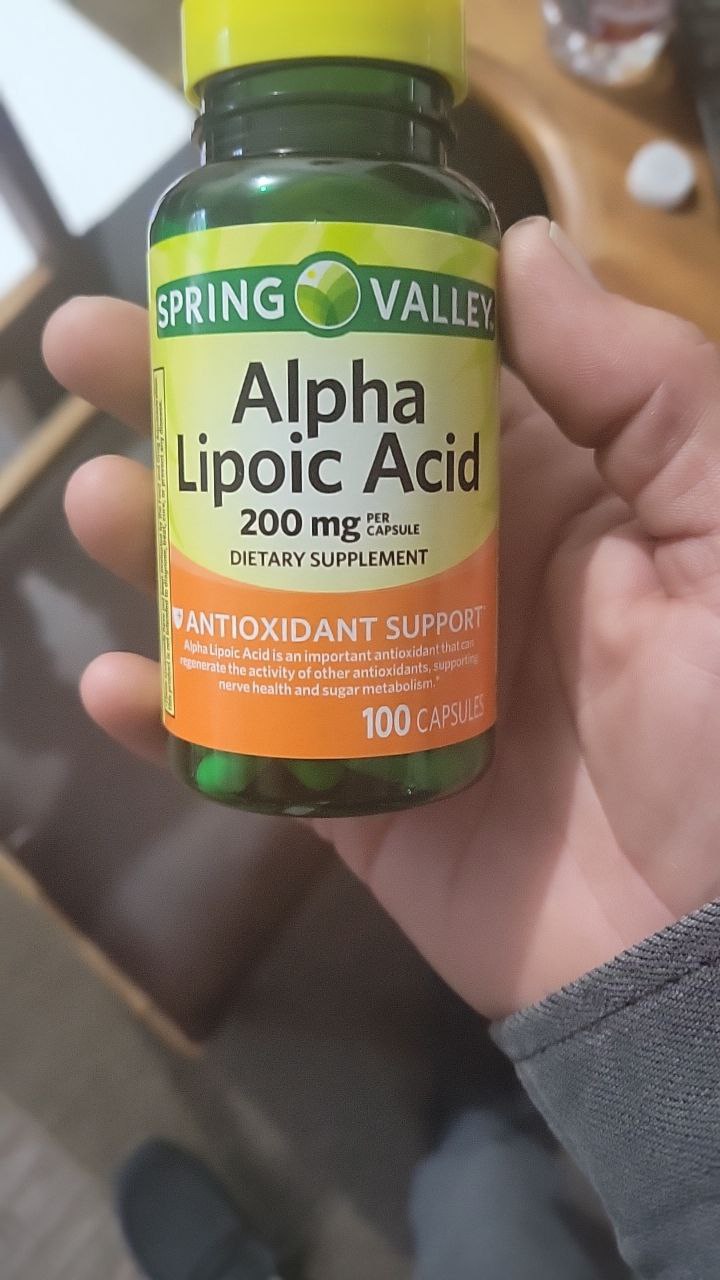 SPRING VALLEY
Alpha
Lipoic Acid
200 mg PER CAPSULE
DIETARY SUPPLEMENT
ANTIOXIDANT SUPPORT
Alpha Lipoic Acid is an important antioxidant that can
regenerate the activity of other antioxidants, supporting
nerve health and sugar metabolism.*
100 CAPSULES